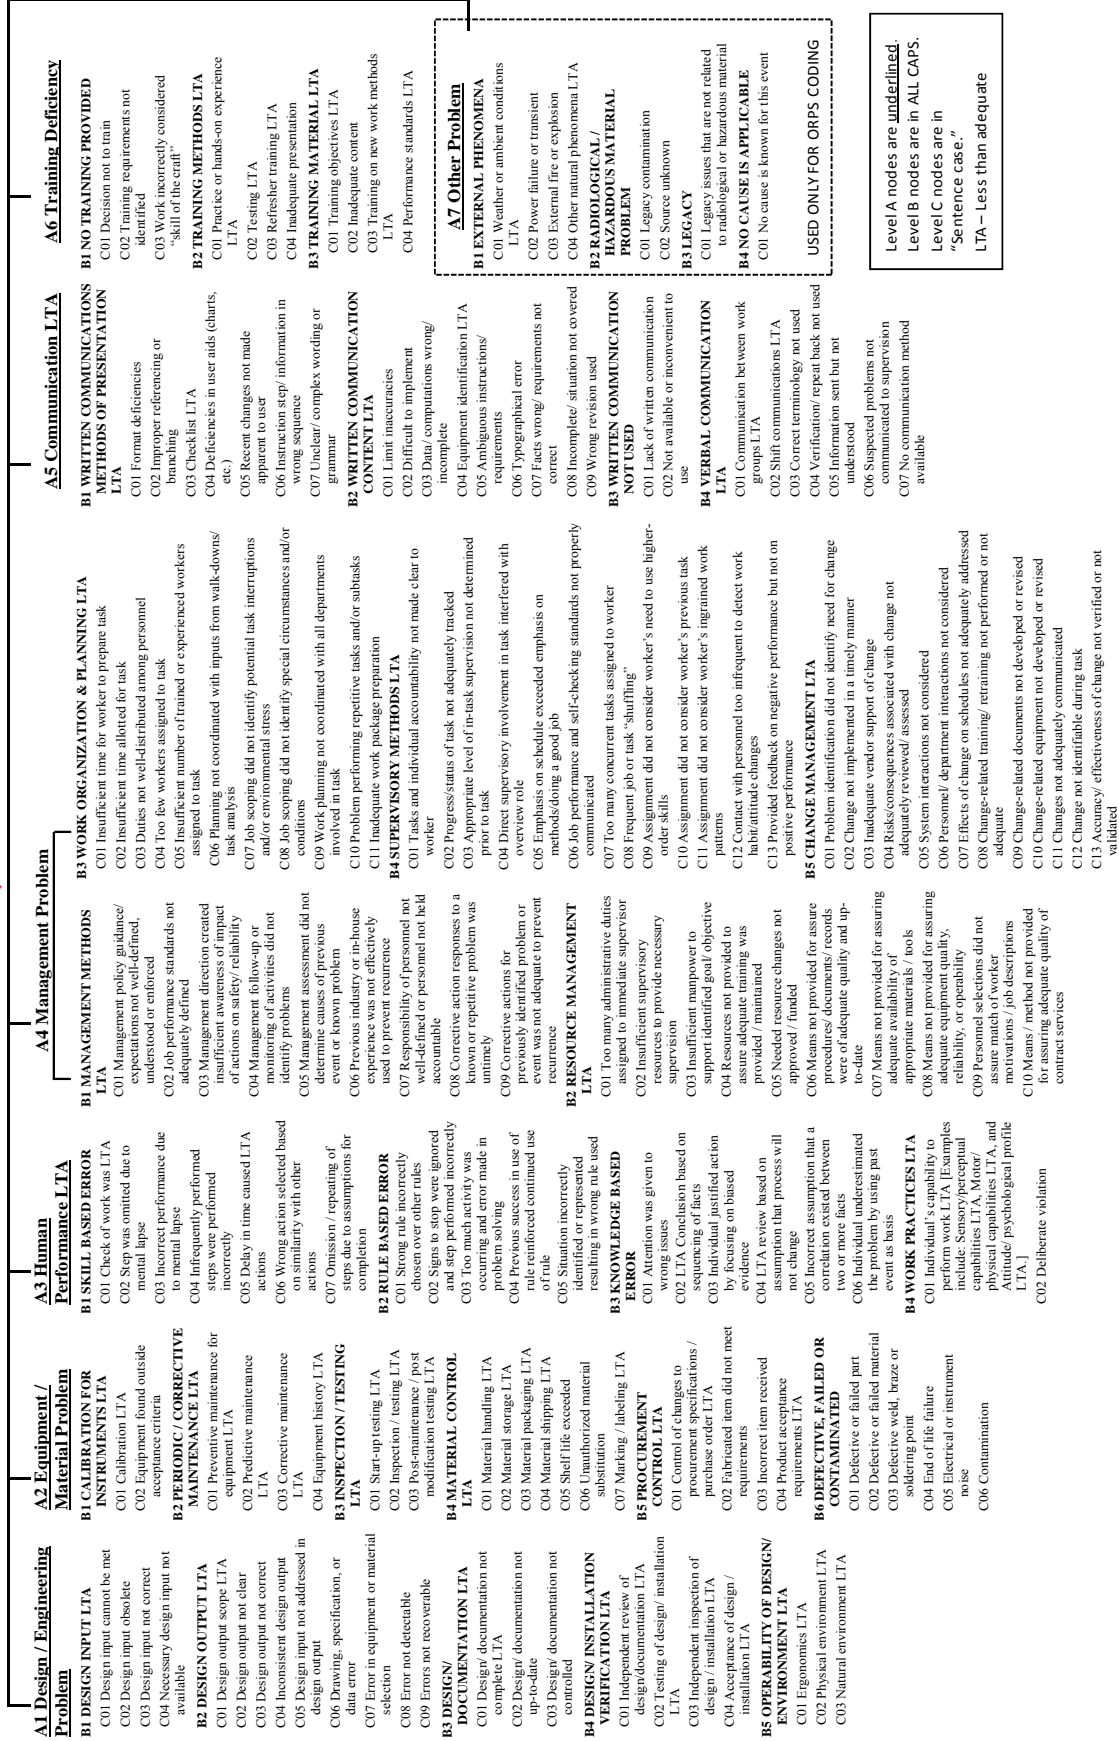 A1 Design / Engineering
Problem
B1 DESIGN INPUT LTA
C01 Design input cannot be met
C02 Design input obsolete
C03 Design input not correct
C04 Necessary design input not
available
B2 DESIGN OUTPUT LTA
C01 Design output scope LTA
C02 Design output not clear
C03 Design output not correct
C04 Inconsistent design output
C05 Design input not addressed in
design output
C06 Drawing, specification, or
data error
C07 Error in equipment or material
selection
C08 Error not detectable
C09 Errors not recoverable
B3 DESIGN/
DOCUMENTATION LTA
C01 Design/ documentation not
complete LTA
C02 Design/ documentation not
up-to-date
C03 Design/ documentation not
controlled
B4 DESIGN/ INSTALLATION
VERIFICATION LTA
C01 Independent review of
design/documentation LTA
C02 Testing of design/ installation
LTA
C03 Independent inspection of
design / installation LTA
C04 Acceptance of design /
installation LTA
B5 OPERABILITY OF DESIGN/
ENVIRONMENT LTA
C01 Ergonomics LTA
C02 Physical environment LTA
C03 Natural environment LTA
A2 Equipment /
Material Problem
B1 CALIBRATION FOR
INSTRUMENTS LTA
C01 Calibration LTA
C02 Equipment found outside
acceptance criteria
B2 PERIODIC / CORRECTIVE
MAINTENANCE LTA
C01 Preventive maintenance for
equipment LTA
C02 Predictive maintenance
LTA
C03 Corrective maintenance
LTA
C04 Equipment history LTA
B3 INSPECTION / TESTING
LTA
C01 Start-up testing LTA
C02 Inspection / testing LTA
C03 Post-maintenance / post
modification testing LTA
B4 MATERIAL CONTROL
LTA
C01 Material handling LTA
C02 Material storage LTA
C03 Material packaging LTA
C04 Material shipping LTA
C05 Shelf life exceeded
C06 Unauthorized material
substitution
C07 Marking / labeling LTA
B5 PROCUREMENT
CONTROL LTA
C01 Control of changes to
procurement specifications /
purchase order LTA
C02 Fabricated item did not meet
requirements
C03 Incorrect item received
C04 Product acceptance
requirements LTA
B6 DEFECTIVE, FAILED OR
CONTAMINATED
C01 Defective or failed part
C02 Defective or failed material
C03 Defective weld, braze or
soldering point
C04 End of life failure
C05 Electrical or instrument
noise
C06 Contamination
A3 Human
Performance LTA
B1 SKILL BASED ERROR
C01 Check of work was LTA
C02 Step was omitted due to
mental lapse
C03 Incorrect performance due
to mental lapse
C04 Infrequently performed
steps were performed
incorrectly
C05 Delay in time caused LTA
actions
C06 Wrong action selected based
on similarity with other
actions
C07 Omission / repeating of
steps due to assumptions for
completion
B2 RULE BASED ERROR
C01 Strong rule incorrectly
chosen over other rules
C02 Signs to stop were ignored
and step performed incorrectly
C03 Too much activity was
occurring and error made in
problem solving
C04 Previous success in use of
rule reinforced continued use
of rule
C05 Situation incorrectly
identified or represented
resulting in wrong rule used
B3 KNOWLEDGE BASED
ERROR
C01 Attention was given to
wrong issues
C02 LTA Conclusion based on
sequencing of facts
C03 Individual justified action
by focusing on biased
evidence
C04 LTA review based on
assumption that process will
not change
C05 Incorrect assumption that a
correlation existed between
two or more facts
C06 Individual underestimated
the problem by using past
event as basis
B4 WORK PRACTICES LTA
C01 Individual's capability to
perform work LTA [Examples
include: Sensory/perceptual
capabilities LTA, Motor/
physical capabilities LTA, and
Attitude/ psychological profile
LTA.]
C02 Deliberate violation
A4 Management Problem
B1 MANAGEMENT METHODS
LTA
C01 Management policy guidance/
expectations not well-defined,
understood or enforced
C02 Job performance standards not
adequately defined
C03 Management direction created
insufficient awareness of impact
of actions on safety/ reliability
C04 Management follow-up or
monitoring of activities did not
identify problems
C05 Management assessment did not
determine causes of previous
event or known problem
C06 Previous industry or in-house
experience was not effectively
used to prevent recurrence
C07 Responsibility of personnel not
well-defined or personnel not held
accountable
C08 Corrective action responses to a
known or repetitive problem was
untimely
C09 Corrective actions for
previously identified problem or
event was not adequate to prevent
recurrence
B2 RESOURCE MANAGEMENT
LTA
C01 Too many administrative duties
assigned to immediate supervisor
C02 Insufficient supervisory
resources to provide necessary
supervision
C03 Insufficient manpower to
support identified goal/ objective
C04 Resources not provided to
assure adequate training was
provided / maintained
C05 Needed resource changes not
approved / funded
C06 Means not provided for assure
procedures/ documents/ records
were of adequate quality and up-
to-date
C07 Means not provided for assuring
adequate availability of
appropriate materials / tools
C08 Means not provided for assuring
adequate equipment quality,
reliability, or operability
C09 Personnel selections did not
assure match of worker
motivations / job descriptions
C10 Means / method not provided
for assuring adequate quality of
contract services
B3 WORK ORGANIZATION & PLANNING LTA
C01 Insufficient time for worker to prepare task
C02 Insufficient time allotted for task
C03 Duties not well-distributed among personnel
C04 Too few workers assigned to task
C05 Insufficient number of trained or experienced workers
assigned to task
C06 Planning not coordinated with inputs from walk-downs/
task analysis
C07 Job scoping did not identify potential task interruptions
and/or environmental stress
C08 Job scoping did not identify special circumstances and/or
conditions
C09 Work planning not coordinated with all departments
involved in task
C10 Problem performing repetitive tasks and/or subtasks
C11 Inadequate work package preparation
B4 SUPERVISORY METHODS LTA
C01 Tasks and individual accountability not made clear to
worker
C02 Progress/status of task not adequately tracked
C03 Appropriate level of in-task supervision not determined
prior to task
C04 Direct supervisory involvement in task interfered with
overview role
C05 Emphasis on schedule exceeded emphasis on
methods/doing a good job
C06 Job performance and self-checking standards not properly
communicated
C07 Too many concurrent tasks assigned to worker
C08 Frequent job or task "shuffling"
C09 Assignment did not consider worker's need to use higher-
order skills
C10 Assignment did not consider worker's previous task
C11 Assignment did not consider worker's ingrained work
patterns
C12 Contact with personnel too infrequent to detect work
habit/attitude changes
C13 Provided feedback on negative performance but not on
positive performance
B5 CHANGE MANAGEMENT LTA
C01 Problem identification did not identify need for change
C02 Change not implemented in a timely manner
C03 Inadequate vendor support of change
C04 Risks/consequences associated with change not
adequately reviewed/ assessed
C05 System interactions not considered
C06 Personnel/ department interactions not considered
C07 Effects of change on schedules not adequately addressed
C08 Change-related training/ retraining not performed or not
adequate
C09 Change-related documents not developed or revised
C10 Change-related equipment not developed or revised
C11 Changes not adequately communicated
C12 Change not identifiable during task
C13 Accuracy/ effectiveness of change not verified or not
validated
A5 Communication LTA
B1 WRITTEN COMMUNICATIONS
METHODS OF PRESENTATION
LTA
C01 Format deficiencies
C02 Improper referencing or
branching
C03 Checklist LTA
C04 Deficiencies in user aids (charts,
etc.)
C05 Recent changes not made
apparent to user
C06 Instruction step/ information in
wrong sequence
C07 Unclear/ complex wording or
grammar
B2 WRITTEN COMMUNICATION
CONTENT LTA
C01 Limit inaccuracies
C02 Difficult to implement
C03 Data/ computations wrong/
incomplete
C04 Equipment identification LTA
C05 Ambiguous instructions/
requirements
C06 Typographical error
C07 Facts wrong/ requirements not
correct
C08 Incomplete/ situation not covered
C09 Wrong revision used
B3 WRITTEN COMMUNICATION
NOT USED
C01 Lack of written communication
C02 Not available or inconvenient to
use
B4 VERBAL COMMUNICATION
LTA
C01 Communication between work
groups LTA
C02 Shift communications LTA
C03 Correct terminology not used
C04 Verification/ repeat back not used
C05 Information sent but not
understood
C06 Suspected problems not
communicated to supervision
C07 No communication method
available
A6 Training Deficiency
B1 NO TRAINING PROVIDED
C01 Decision not to train
C02 Training requirements not
identified
C03 Work incorrectly considered
"skill of the craft"
B2 TRAINING METHODS LTA
C01 Practice or hands-on experience
LTA
C02 Testing LTA
C03 Refresher training LTA
C04 Inadequate presentation
B3 TRAINING MATERIAL LTA
C01 Training objectives LTA
C02 Inadequate content
C03 Training on new work methods
LTA
C04 Performance standards LTA
A7 Other Problem
B1 EXTERNAL PHENOMENA
C01 Weather or ambient conditions
LTA
C02 Power failure or transient
C03 External fire or explosion
C04 Other natural phenomena LTA
B2 RADIOLOGICAL /
HAZARDOUS MATERIAL
PROBLEM
C01 Legacy contamination
C02 Source unknown
B3 LEGACY
C01 Legacy issues that are not related
to radiological or hazardous material
B4 NO CAUSE IS APPLICABLE
C01 No cause is known for this event
USED ONLY FOR ORPS CODING
Level A nodes are underlined.
Level B nodes are in ALL CAPS.
Level C nodes are in
"Sentence case."
LTA – Less than adequate